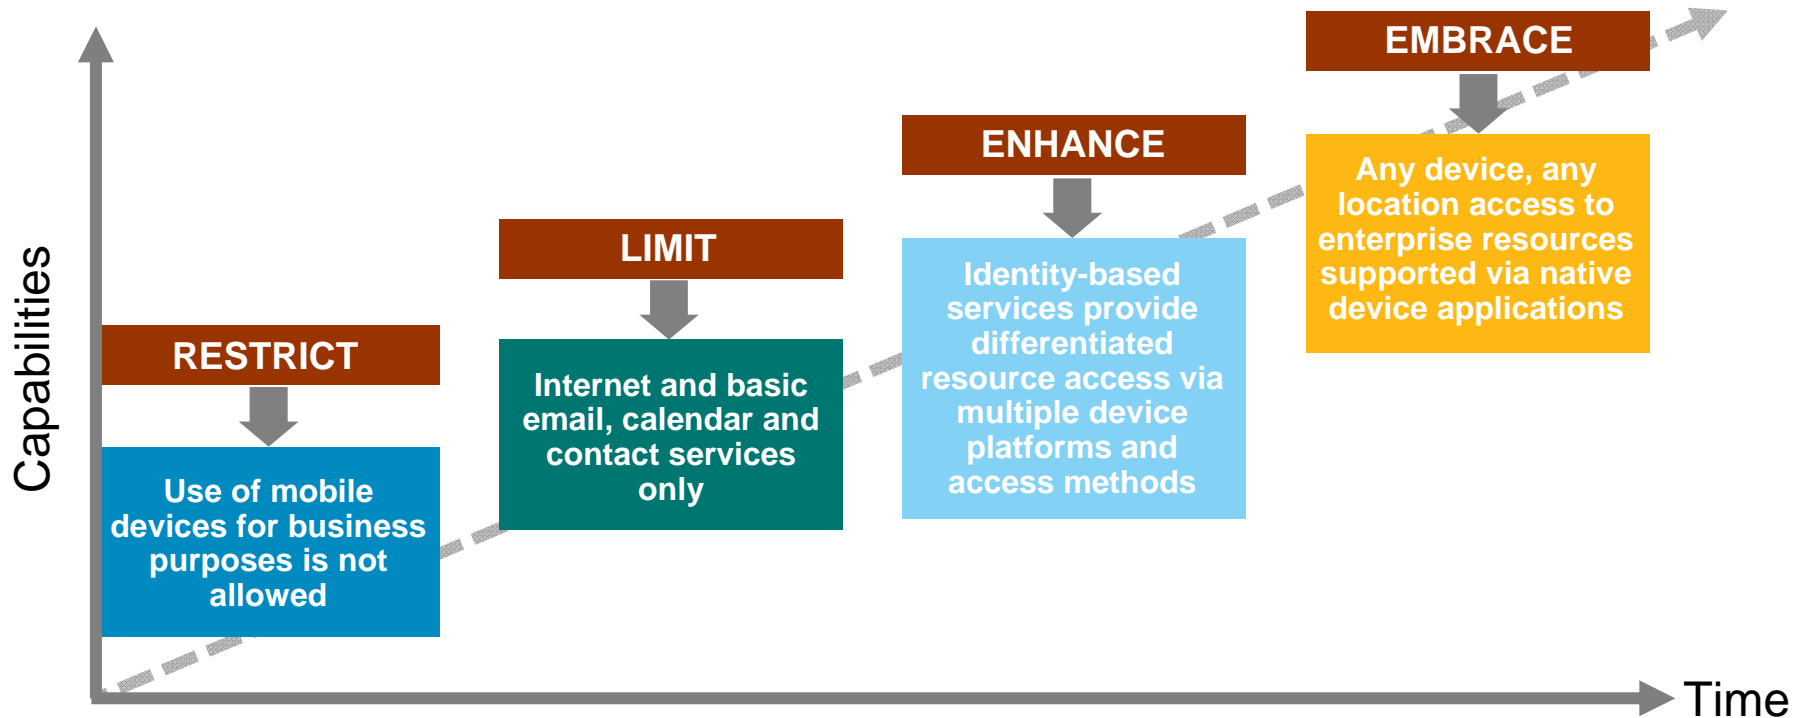 Capabilities
RESTRICT
Use of mobile
devices for business
purposes is not
allowed
LIMIT
Internet and basic
email, calendar and
contact services
only
ENHANCE
Identity-based
services provide
differentiated
resource access via
multiple device
platforms and
access methods
EMBRACE
Any device, any
location access to
enterprise resources
supported via native
device applications
Time